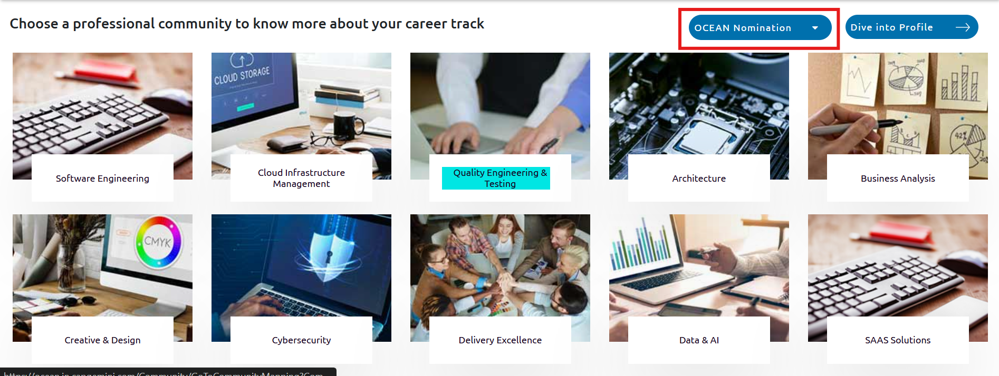 Choose a professional community to know more about your career track
OCEAN Nomination
Dive into Profile
CLOUD STORAGE
Software Engineering
Cloud Infrastructure
Management
Quality Engineering &
Testing
Architecture
42%
Business Analysis
CMYK
Creative & Design
Cybersecurity
Delivery Excellence
Data & AI
SAAS Solutions
https://ocean.in.capgemini.com/Community/GoToCommunityMapping?Com...